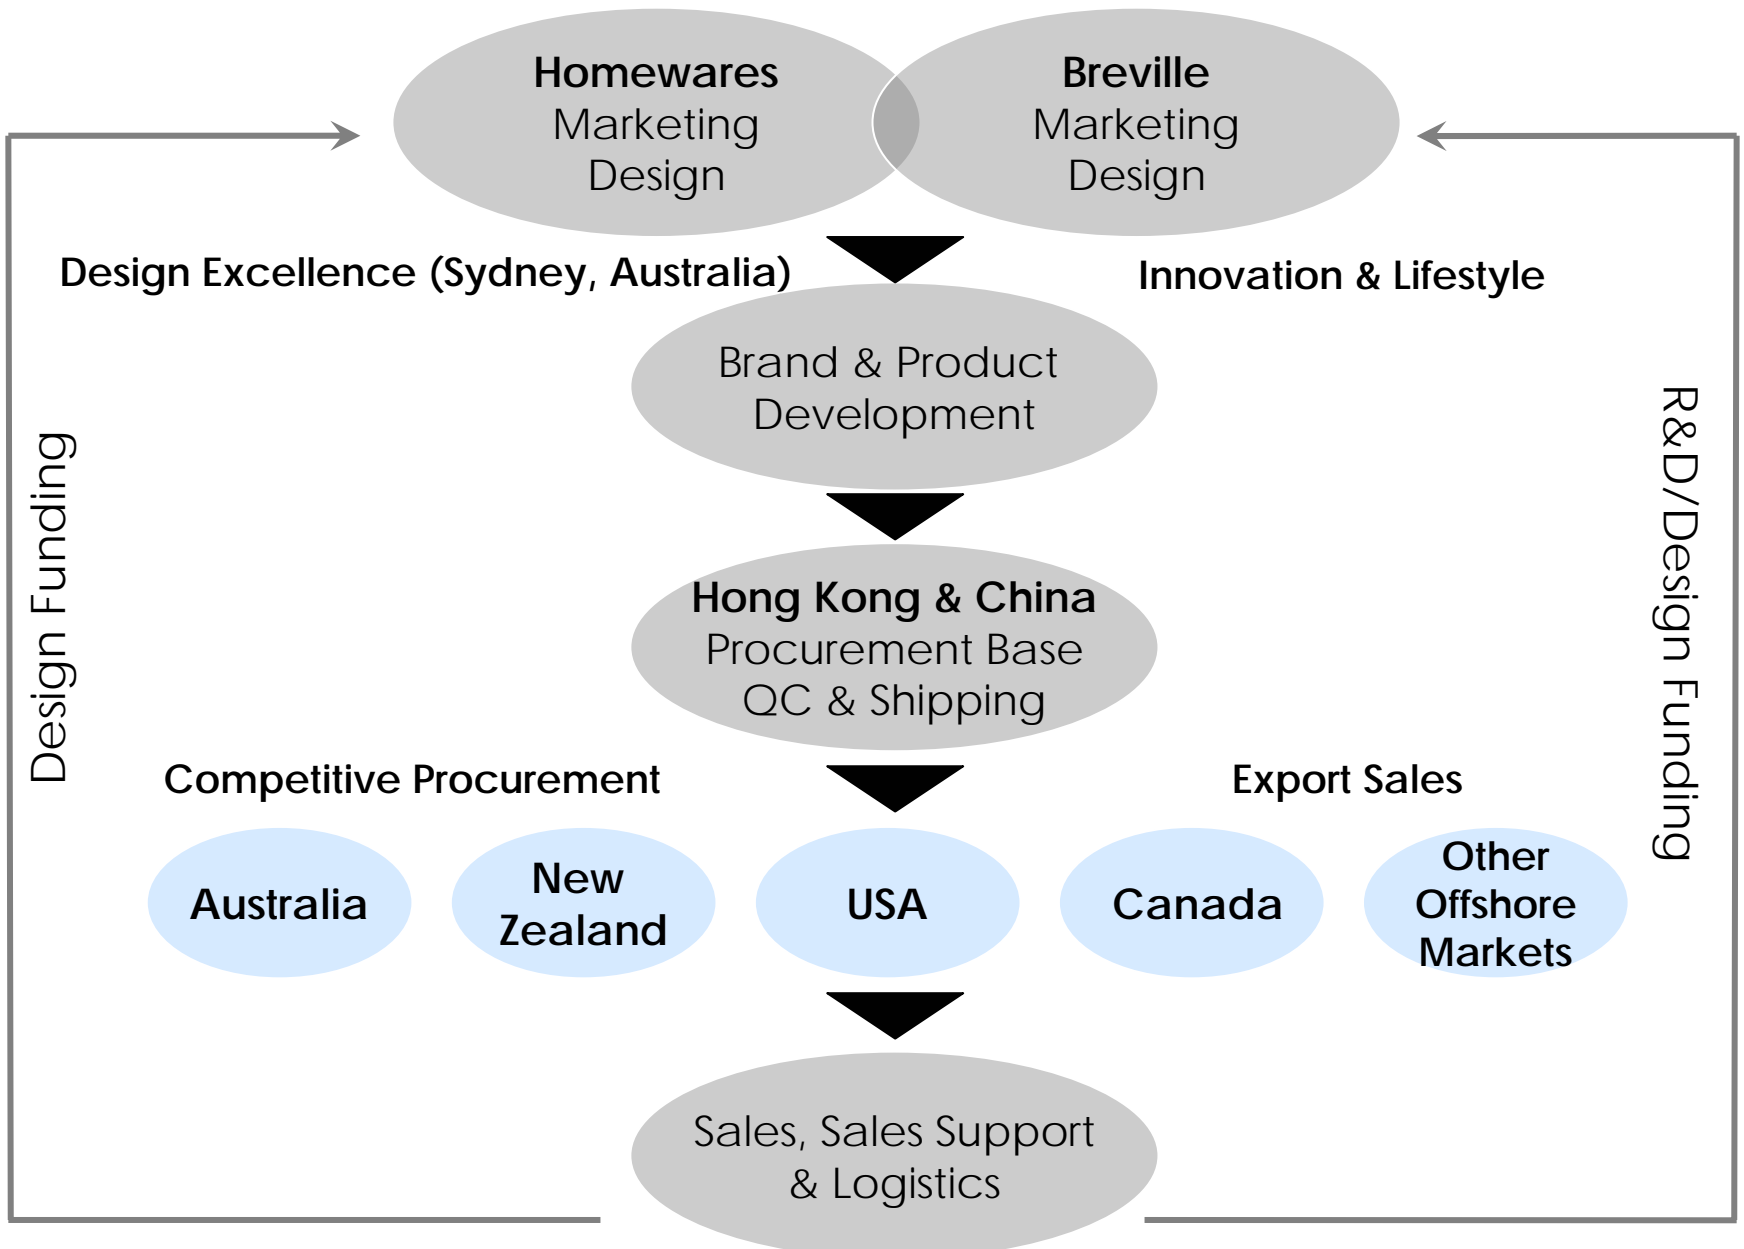 Homewares
Marketing
Design
Breville
Marketing
Design
Design Excellence (Sydney, Australia)
Innovation & Lifestyle
Brand & Product
Development
Design Funding
R&D/Design Funding
Hong Kong & China
Procurement Base
QC & Shipping
Competitive Procurement
Export Sales
Australia
New
Zealand
USA
Canada
Other
Offshore
Markets
Sales, Sales Support
& Logistics